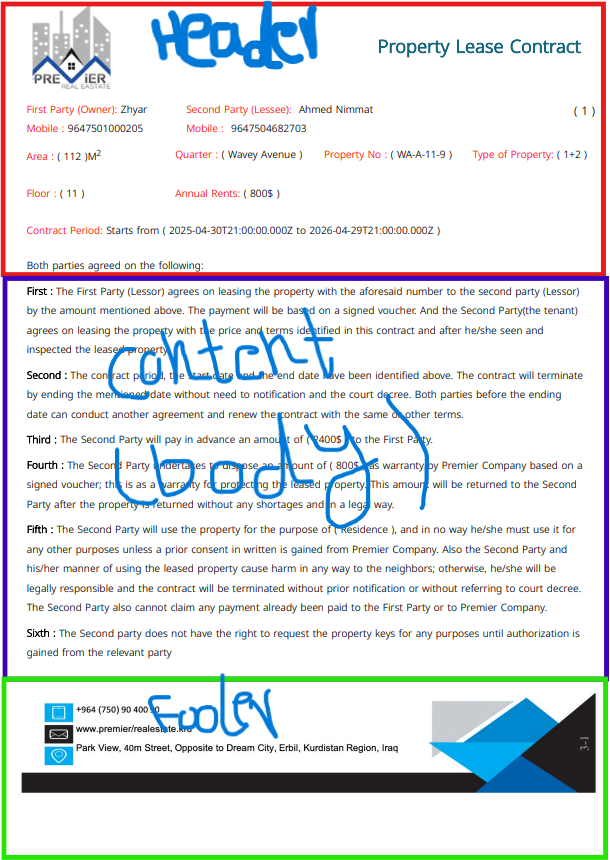 Header
PREMIER
REAL EASTATE
Property Lease Contract
First Party (Owner): Zhyar Second Party (Lessee): Ahmed Nimmat ( 1 )
Mobile : 9647501000205 Mobile : 9647504682703
Area : ( 112 )M2 Quarter : ( Wavey Avenue ) Property No : ( WA-A-11-9 ) Type of Property: ( 1+2 )
Floor : ( 11 ) Annual Rents: ( 800$ )
Contract Period: Starts from ( 2025-04-30T21:00:00.000Z to 2026-04-29T21:00:00.000Z )
Both parties agreed on the following:
First : The First Party (Lessor) agrees on leasing the property with the aforesaid number to the second party (Lessor)
by the amount mentioned above. The payment will be based on a signed voucher. And the Second Party(the tenant)
agrees on leasing the property with the price and terms identified in this contract and after he/she seen and
inspected the leased property
content
Second : The contract period, the start date and the end date have been identified above. The contract will terminate
by ending the mentioned date without need to notification and the court decree. Both parties before the ending
date can conduct another agreement and renew the contract with the same or other terms.
Third : The Second Party will pay in advance an amount of ( 2400$ ) to the First Party.
(body)
Fourth : The Second Party undertakes to dispose an amount of ( 800$ ) as warranty by Premier Company based on a
signed voucher; this is as a warranty for protecting the leased property. This amount will be returned to the Second
Party after the property is returned without any shortages and in a legal way.
Fifth : The Second Party will use the property for the purpose of ( Residence ), and in no way he/she must use it for
any other purposes unless a prior consent in written is gained from Premier Company. Also the Second Party and
his/her manner of using the leased property cause harm in any way to the neighbors; otherwise, he/she will be
legally responsible and the contract will be terminated without prior notification or without referring to court decree.
The Second Party also cannot claim any payment already been paid to the First Party or to Premier Company.
Sixth : The Second party does not have the right to request the property keys for any purposes until authorization is
gained from the relevant party
Footer
+964 (750) 90 400 90
www.premier/realestate.krd
Park View, 40m Street, Opposite to Dream City, Erbil, Kurdistan Region, Iraq
3-1